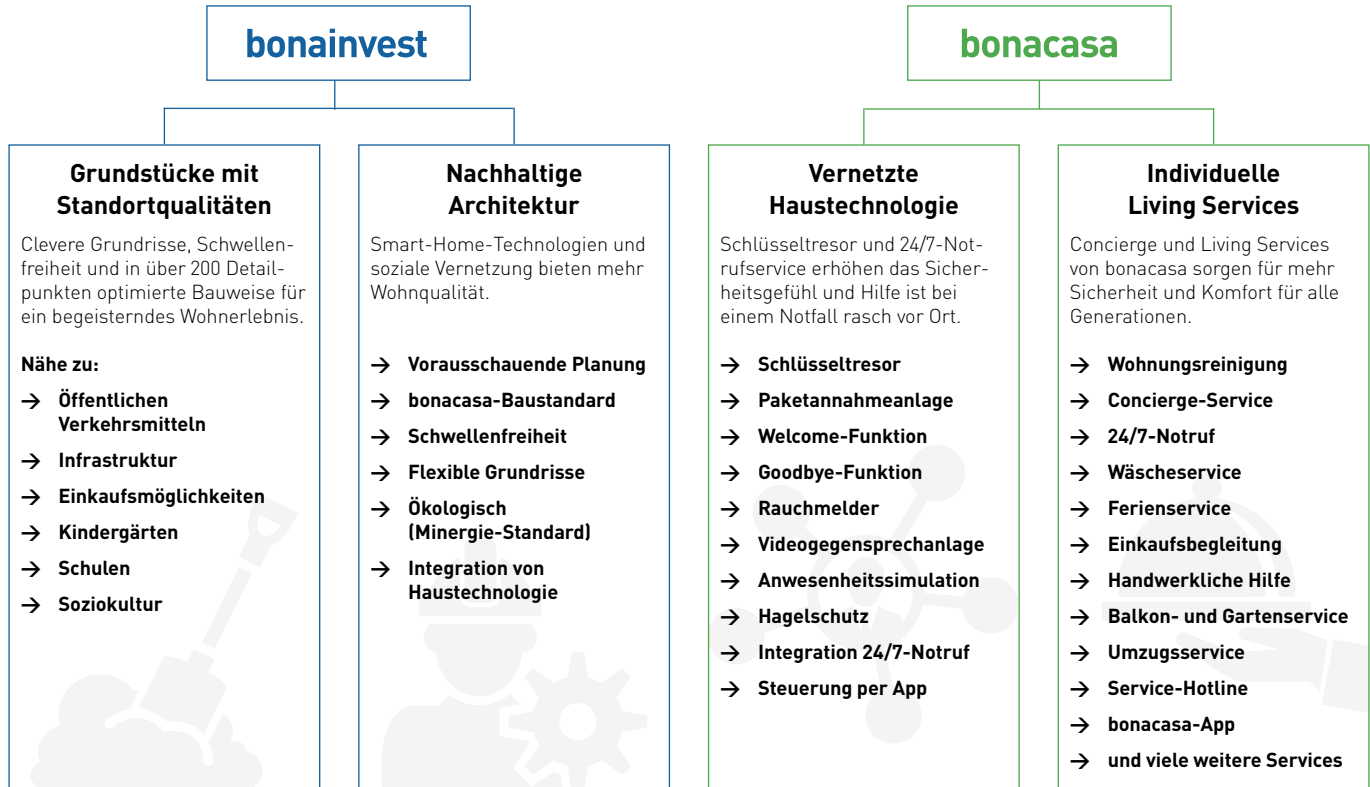 bonainvest
bonacasa
Grundstücke mit
Standortqualitäten
Clevere Grundrisse, Schwellen-
freiheit und in über 200 Detail-
punkten optimierte Bauweise für
ein begeisterndes Wohnerlebnis.
Nähe zu:
→ Öffentlichen
Verkehrsmitteln
→ Infrastruktur
→ Einkaufsmöglichkeiten
→ Kindergärten
→ Schulen
→ Soziokultur
Nachhaltige
Architektur
Smart-Home-Technologien und
soziale Vernetzung bieten mehr
Wohnqualität.
→ Vorausschauende Planung
→ bonacasa-Baustandard
→ Schwellenfreiheit
→ Flexible Grundrisse
→ Ökologisch
(Minergie-Standard)
→ Integration von
Haustechnologie
Vernetzte
Haustechnologie
Schlüsseltresor und 24/7-Not-
rufservice erhöhen das Sicher-
heitsgefühl und Hilfe ist bei
einem Notfall rasch vor Ort.
→ Schlüsseltresor
→ Paketannahmeanlage
→ Welcome-Funktion
→ Goodbye-Funktion
→ Rauchmelder
→ Videogegensprechanlage
→ Anwesenheitssimulation
→ Hagelschutz
→ Integration 24/7-Notruf
→ Steuerung per App
Individuelle
Living Services
Concierge und Living Services
von bonacasa sorgen für mehr
Sicherheit und Komfort für alle
Generationen.
→ Wohnungsreinigung
→ Concierge-Service
→ 24/7-Notruf
→ Wäscheservice
→ Ferienservice
→ Einkaufsbegleitung
→ Handwerkliche Hilfe
→ Balkon- und Gartenservice
→ Umzugsservice
→ Service-Hotline
→ bonacasa-App
→ und viele weitere Services